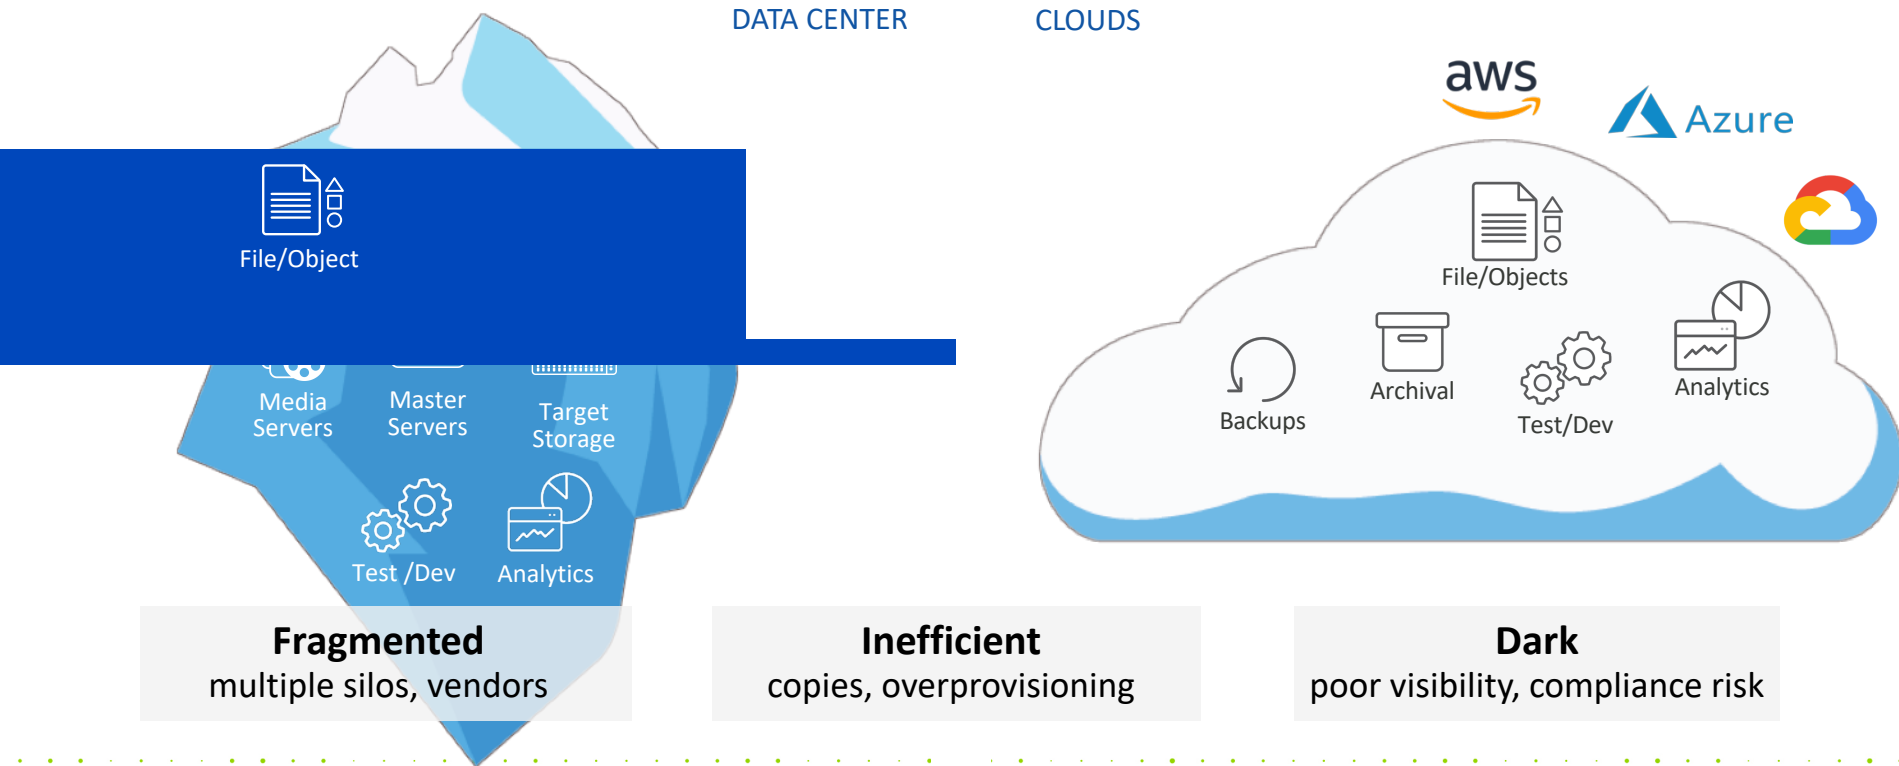 DATA CENTER
CLOUDS
aws
Azure
File/Object
File/Objects
Media
Servers
Master
Servers
Target
Storage
Backups
Archival
Test/Dev
Analytics
Test /Dev
Analytics
Fragmented
multiple silos, vendors
Inefficient
copies, overprovisioning
Dark
poor visibility, compliance risk